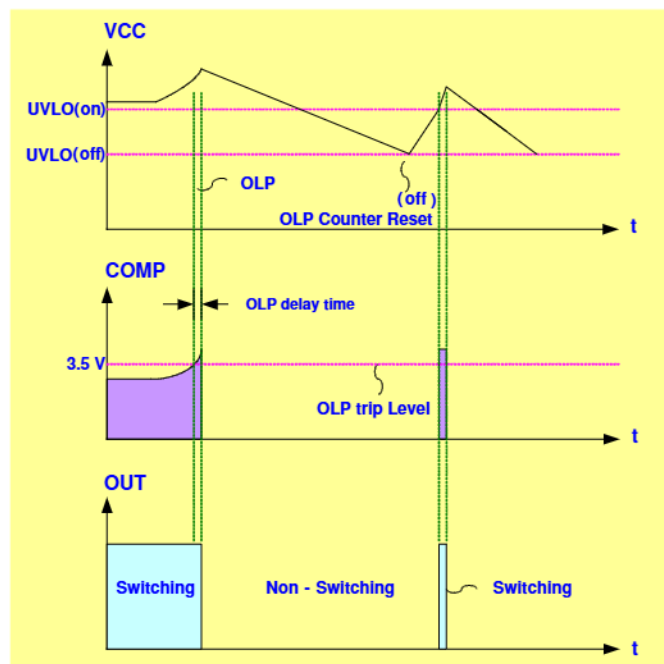 VCC
UVLO(on)
UVLO(off)
OLP
(off)
OLP Counter Reset
t
COMP
OLP delay time
3.5 V
OLP trip Level
t
OUT
Switching
Non - Switching
Switching
t